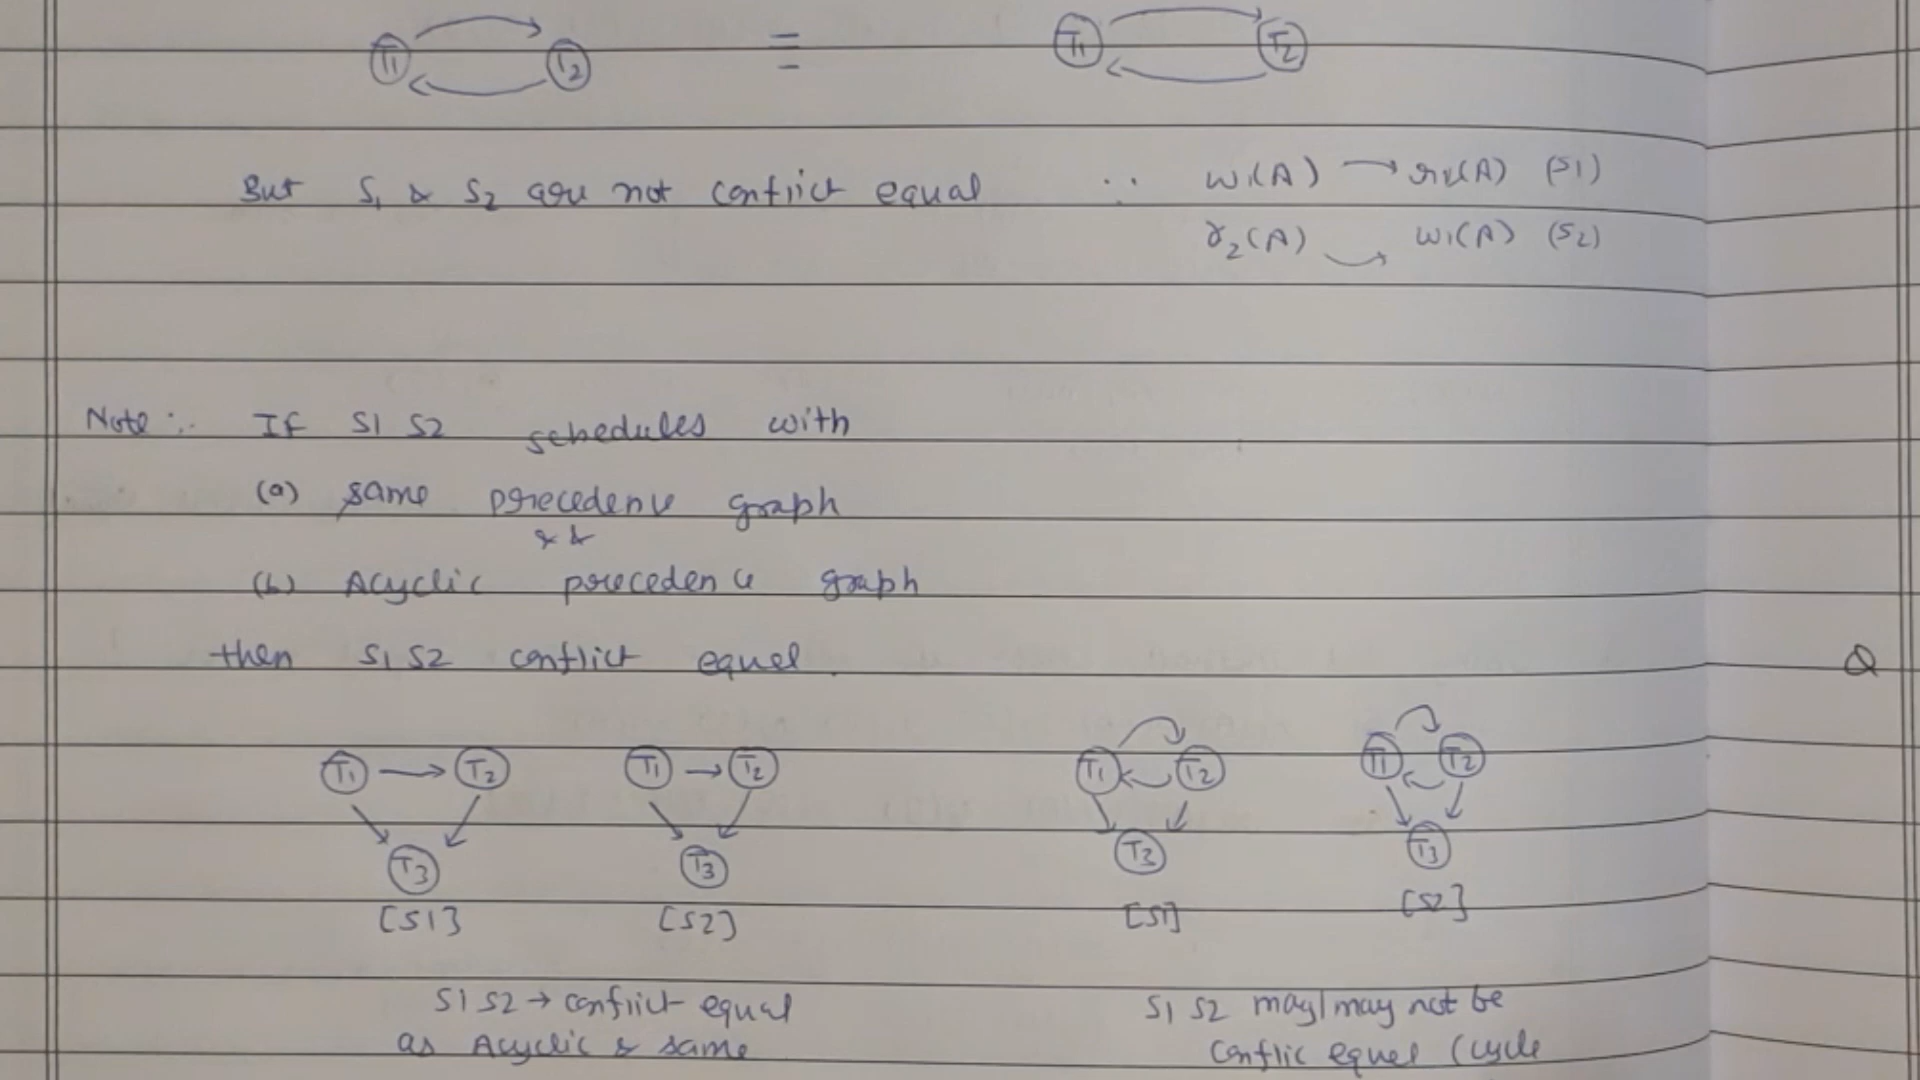 T1 T2 = T1 T2
But S1 & S2 are not conflict equal ∵ w1(A) → r2(A) (S1)
r2(A) → w1(A) (S2)
Note :- If S1 S2 schedules with
(a) same precedence graph
&&
(b) Acyclic precedence graph
then S1 S2 conflict equal.
T1 → T2 T1 → T2 T1 T2 T1 T2
T3 T3 T3 T3
[S1] [S2] [S1] [S2]
S1 S2 → conflict equal
as Acyclic & same
S1 S2 may/may not be
conflic equal (cycle
Q